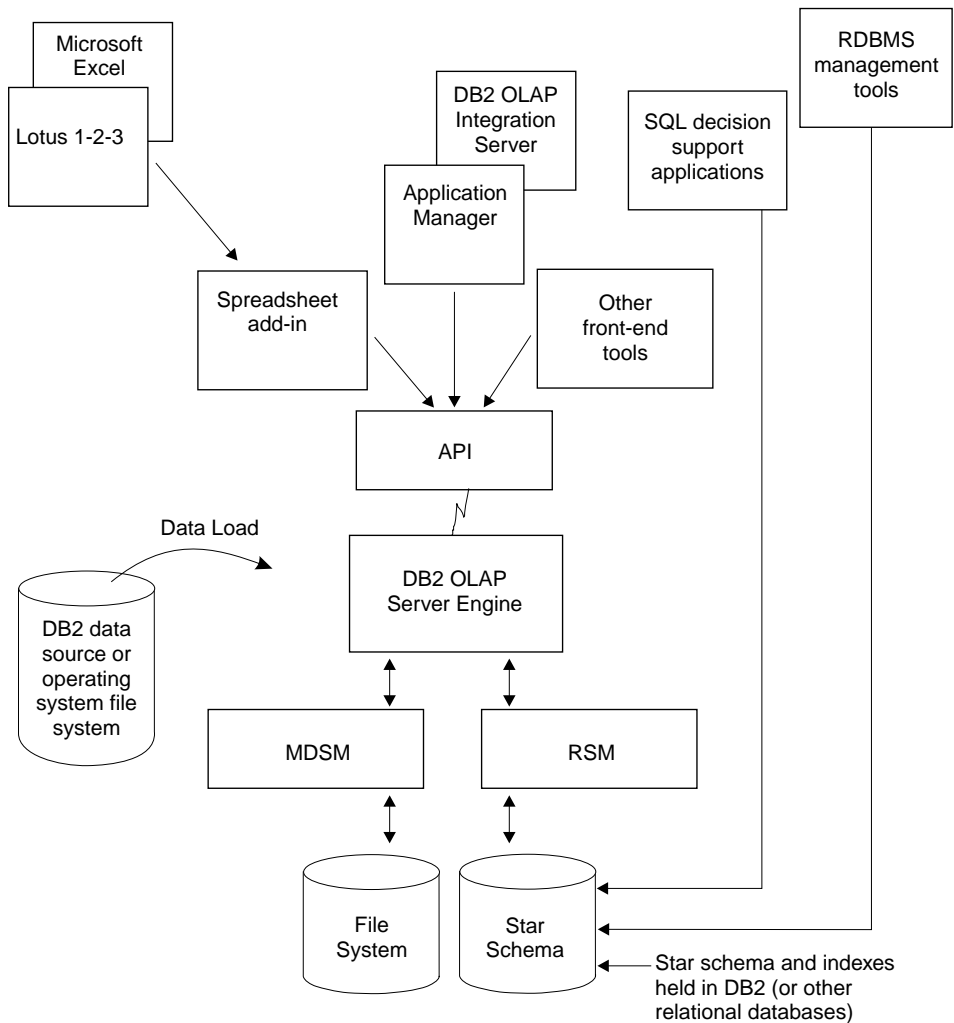 Microsoft
Excel
Lotus 1-2-3
DB2 OLAP
Integration
Server
Application
Manager
SQL decision
support
applications
RDBMS
management
tools
Spreadsheet
add-in
Other
front-end
tools
API
Data Load
DB2 OLAP
Server Engine
DB2 data
source or
operating
system file
system
MDSM
RSM
File
System
Star
Schema
Star schema and indexes
held in DB2 (or other
relational databases)